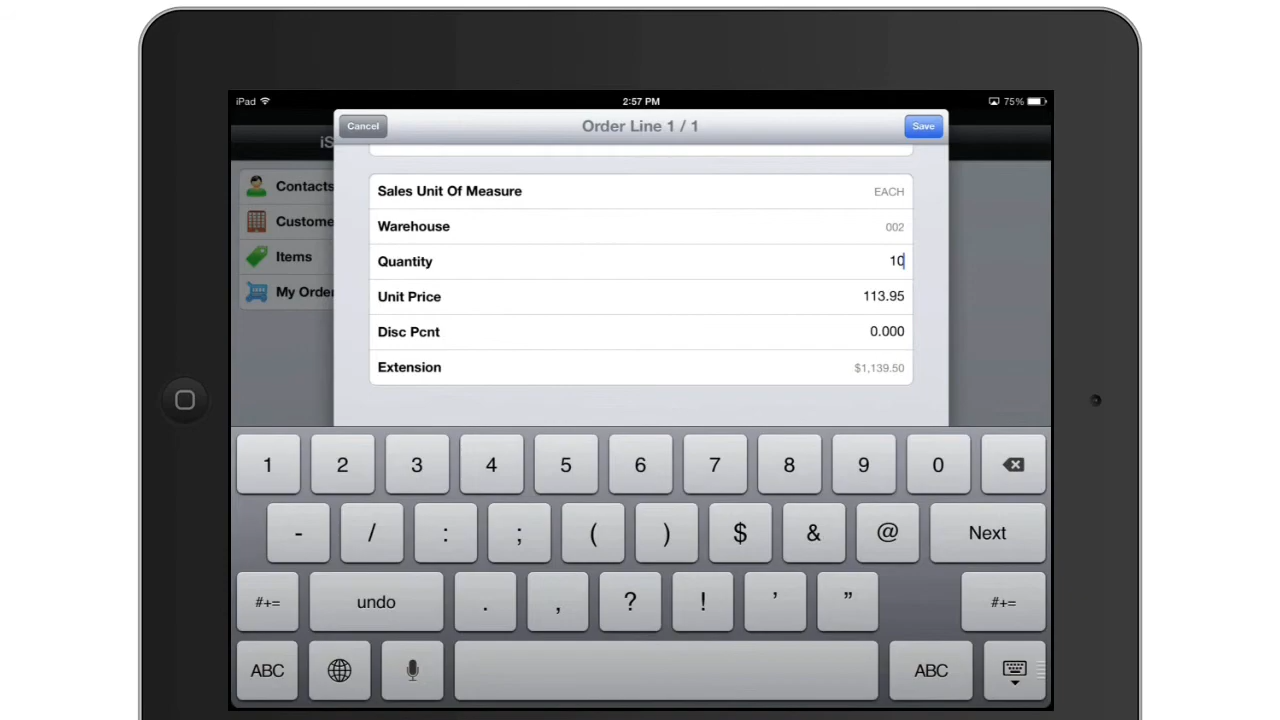 iPad 2:57 PM 75%
Cancel Order Line 1 / 1 Save
iS
Contacts
Custome
Items
My Order
Sales Unit Of Measure EACH
Warehouse 002
Quantity 10
Unit Price 113.95
Disc Pcnt 0.000
Extension $1,139.50
1 2 3 4 5 6 7 8 9 0
- / : ; ( ) $ & @ Next
#+= undo . , ? ! ' " #+=
ABC ABC